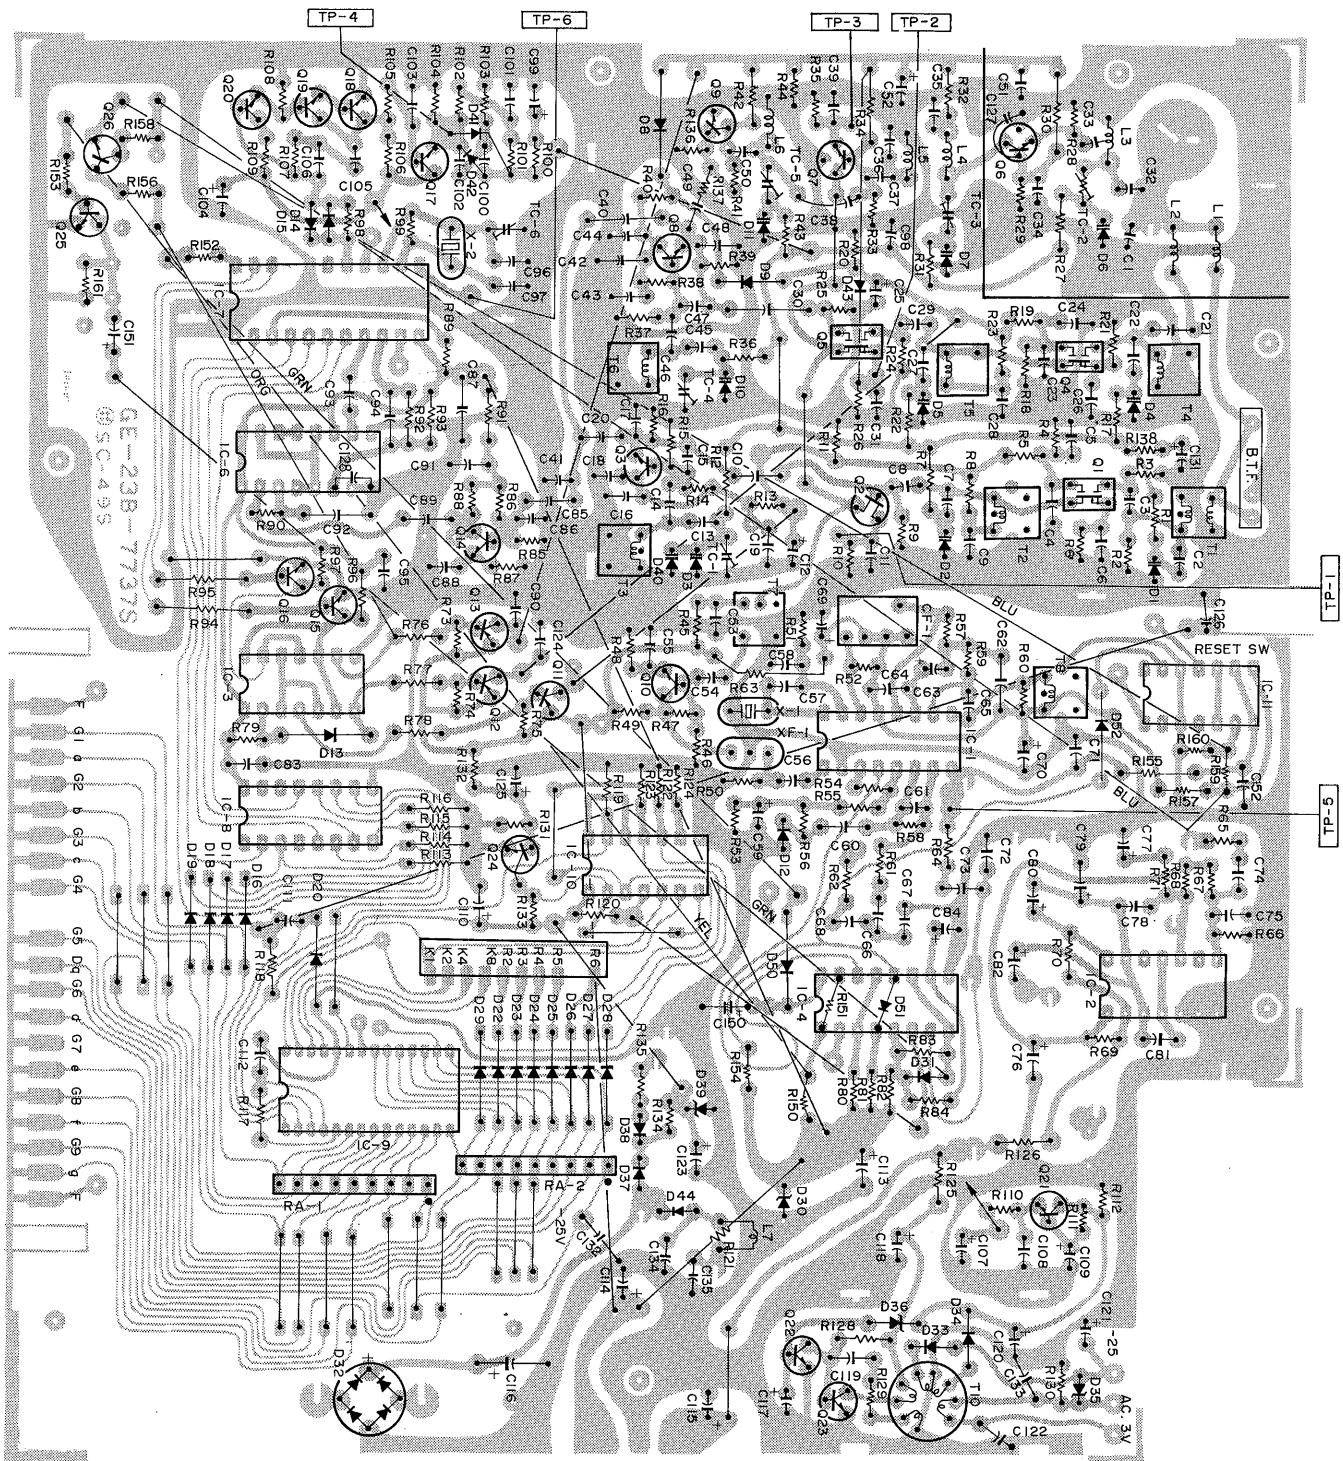 TP-4
TP-6
TP-3
TP-2
R108
Q20
Q19
Q18
R105
C103
R104
R102
D41
R103
C101
C99
Q9
R42
L6
R44
R35
C39
C52
C35
R32
C51
C127
R30
C33
R28
L3
Q26
R158
D8
R136
R34
C36
L5
L4
Q6
R153
R156
R109
R107
C106
R106
Q17
C102
D42
C100
R101
R100
R40
C49
R137
C50
R41
TC-5
Q7
C37
TC-3
R29
C34
TC-2
C32
Q25
C104
C105
D15
D14
R98
R99
X-2
TC-6
C40
C44
Q8
C48
D11
R43
C38
R20
R33
C98
R31
D7
R27
D6
C1
L2
L1
R152
R161
C151
IC-7
R89
C96
C97
C42
C43
R39
R38
D9
C30
R25
D43
C25
C29
R23
R19
C24
R21
C22
C21
R37
C47
C45
R36
Q5
R24
C27
T5
Q4
T4
ORG
GRN
C93
C94
R92
R93
C87
R91
T6
C46
TC-4
D10
C20
C17
R16
R15
R11
R26
C31
R22
D5
C28
R18
C23
C26
R17
D4
@SC-49S
GE-23B-7737S
IC-6
C128
C91
R88
R86
C41
C18
Q3
C15
R12
C10
R14
R13
Q2
C8
R7
C7
R8
R5
R4
C5
Q1
R138
R3
C131
B.T.F.
R90
C92
C89
Q14
C85
C86
C16
C14
C13
TC-1
C19
C12
R10
C11
R9
D2
C9
T2
C4
R6
R2
C6
C3
R1
D1
C2
T1
R97
R96
C95
C88
R87
R85
T3
D40
D3
R95
R94
Q16
Q15
R76
R73
Q13
C90
C124
Q11
R48
C55
R45
C53
T7
R51
C69
CF-1
R57
BLU
C62
TP-1
C126
RESET SW
IC-3
R77
R74
Q12
R75
R49
Q10
R47
C54
C58
R63
C57
R52
C64
C63
R89
C65
R60
T8
D52
IC-11
R79
D13
R78
C83
R132
C125
R46
X-1
XF-1
C56
IC-1
C70
C71
R160
R155
R159
R157
C52
BLU
IC-8
R116
R115
R114
R113
R131
Q24
R119
R123
R122
R124
R50
R54
R55
C61
R58
TP-5
IC-10
R53
C59
D12
R56
C60
R62
R61
R64
C73
C72
C79
C77
R65
C74
D19
D18
D17
D16
C111
D20
R118
C110
R133
R120
GRN
YEL
C68
C66
C67
C84
C80
C78
R71
R68
R67
C75
R66
K1
K2
K4
K8
R2
R3
R4
R5
R6
D50
IC-4
R151
D51
C82
R70
IC-2
F
G1
a
G2
b
G3
c
G4
G5
Dq
G6
d
G7
e
G8
f
G9
g
F
D29
D22
D23
D24
D25
D26
D27
D28
C150
R83
D31
R84
C76
R69
C81
C112
R117
IC-9
R135
R134
D39
R154
R150
R80
R81
R82
D38
D37
C123
RA-1
RA-2
-25V
D44
D30
C113
R125
R126
R110
Q21
R111
R112
C132
C114
C134
C135
R121
L7
C118
C107
C108
C109
D32
C116
C115
C117
Q22
R128
D36
D33
D34
C120
C133
C121
-25
C119
Q23
R129
T10
R130
D35
C122
AC.3V